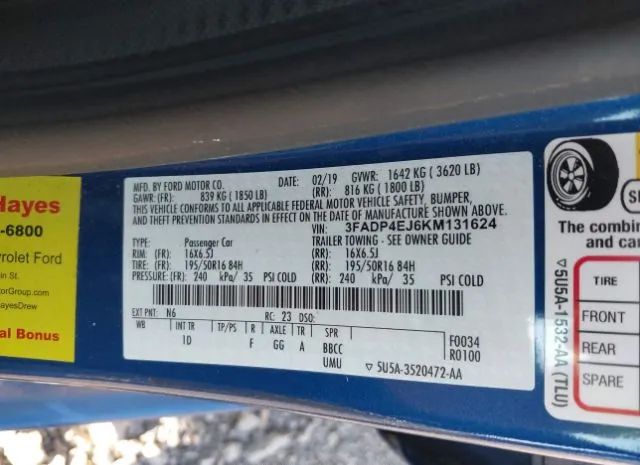 Hayes
-6800
vrolet Ford
in St.
torGroup.com
HayesDrew
al Bonus
MFD. BY FORD MOTOR CO.
DATE: 02/19 GVWR: 1642 KG ( 3620 LB)
GAWR: (FR): 839 KG ( 1850 LB) (RR): 816 KG ( 1800 LB)
THIS VEHICLE CONFORMS TO ALL APPLICABLE FEDERAL MOTOR VEHICLE SAFETY, BUMPER,
AND THEFT PREVENTION STANDARDS IN EFFECT ON THE DATE OF MANUFACTURE SHOWN ABOVE.
VIN: 3FADP4EJ6KM131624
TYPE: Passenger Car TRAILER TOWING - SEE OWNER GUIDE
RIM: (FR): 16X6.5J (RR): 16X6.5J
TIRE: (FR): 195/50R16 84H (RR): 195/50R16 84H
PRESSURE: (FR): 240 kPa/ 35 PSI COLD (RR): 240 kPa/ 35 PSI COLD
EXT PNT: N6 RC: 23 DSO:
WB INT TR TP/PS R AXLE TR SPR
1D F GG A BBCC
UMU
F0034
R0100
▽ 5U5A-3520472-AA
▽5U5A-1532-AA (TLU)
The combin
and ca
TIRE
FRONT
REAR
SPARE